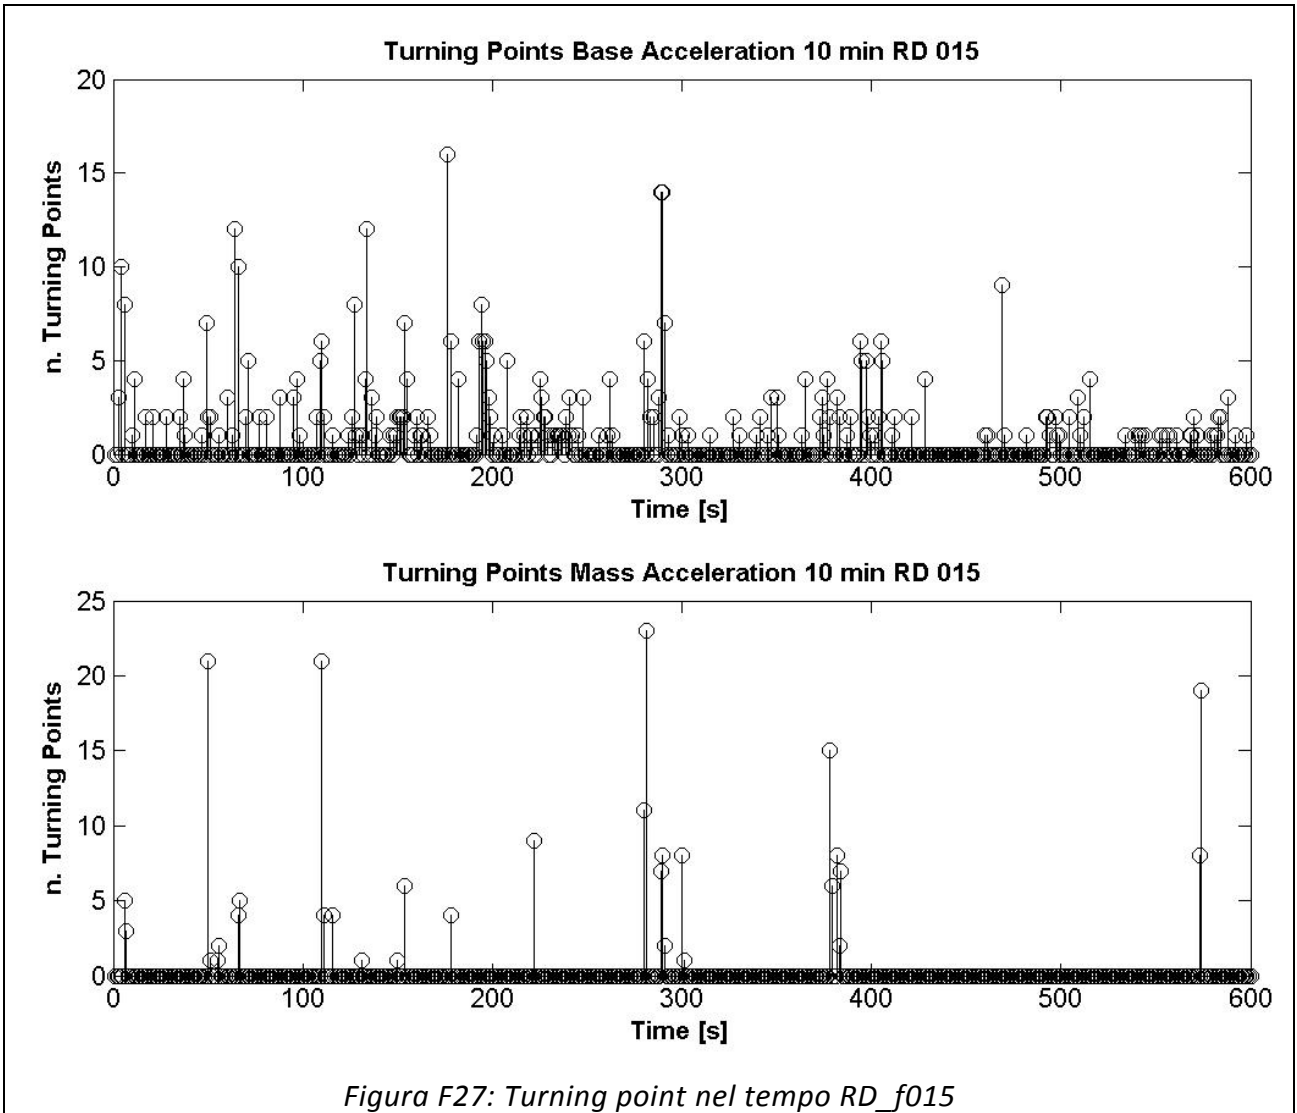 Turning Points Base Acceleration 10 min RD 015
20
15
10
5
0
n. Turning Points
0 100 200 300 400 500 600
Time [s]
Turning Points Mass Acceleration 10 min RD 015
25
20
15
10
5
0
n. Turning Points
0 100 200 300 400 500 600
Time [s]
Figura F27: Turning point nel tempo RD_f015